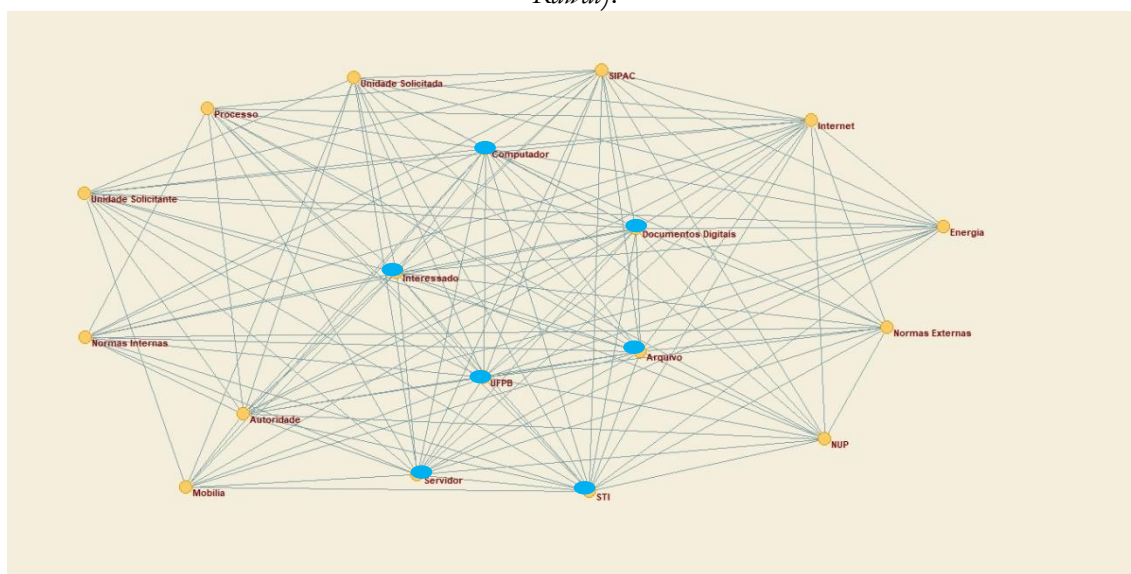 SIPAC
Unidade Solicitada
Processo
Internet
Computador
Unidade Solicitante
Documentos Digitais
Energia
Interessado
Normas Externas
Normas Internas
Arquivo
UFPB
Autoridade
NUP
Servidor
Mobilia
STI